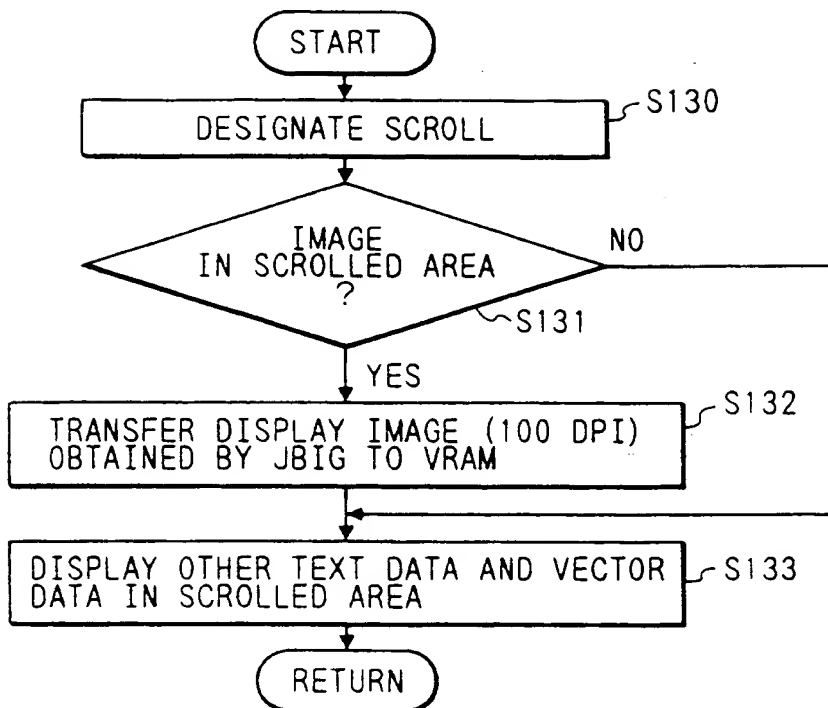 START
S130
DESIGNATE SCROLL
IMAGE
IN SCROLLED AREA
?
NO
S131
YES
S132
TRANSFER DISPLAY IMAGE (100 DPI)
OBTAINED BY JBIG TO VRAM
DISPLAY OTHER TEXT DATA AND VECTOR
DATA IN SCROLLED AREA
S133
RETURN